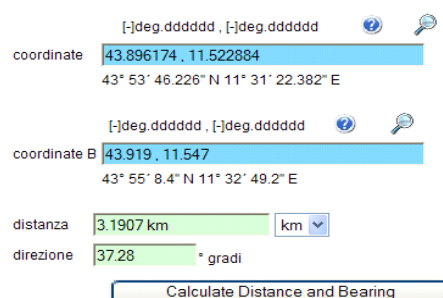 [-]deg.dddddd , [-]deg.dddddd
coordinate 43.896174 , 11.522884
43° 53´ 46.226" N 11° 31´ 22.382" E
[-]deg.dddddd , [-]deg.dddddd
coordinate B 43.919 , 11.547
43° 55´ 8.4" N 11° 32´ 49.2" E
distanza 3.1907 km km
direzione 37.28 ° gradi
Calculate Distance and Bearing